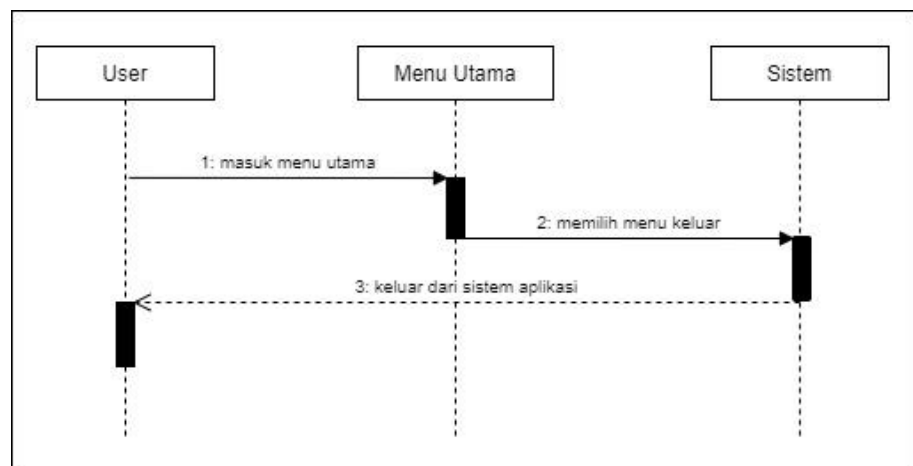 User
Menu Utama
Sistem
1: masuk menu utama
2: memilih menu keluar
3: keluar dari sistem aplikasi